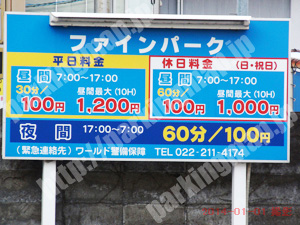 ファインパーク
平日料金
昼間 7:00〜17:00
30分/100円
昼間最大(10H)
1,200円
休日料金 (日・祝日)
昼間 7:00〜17:00
60分/100円
昼間最大(10H)
1,000円
夜間 17:00〜7:00 60分/100円
(緊急連絡先) ワールド警備保障 TEL 022-211-4174